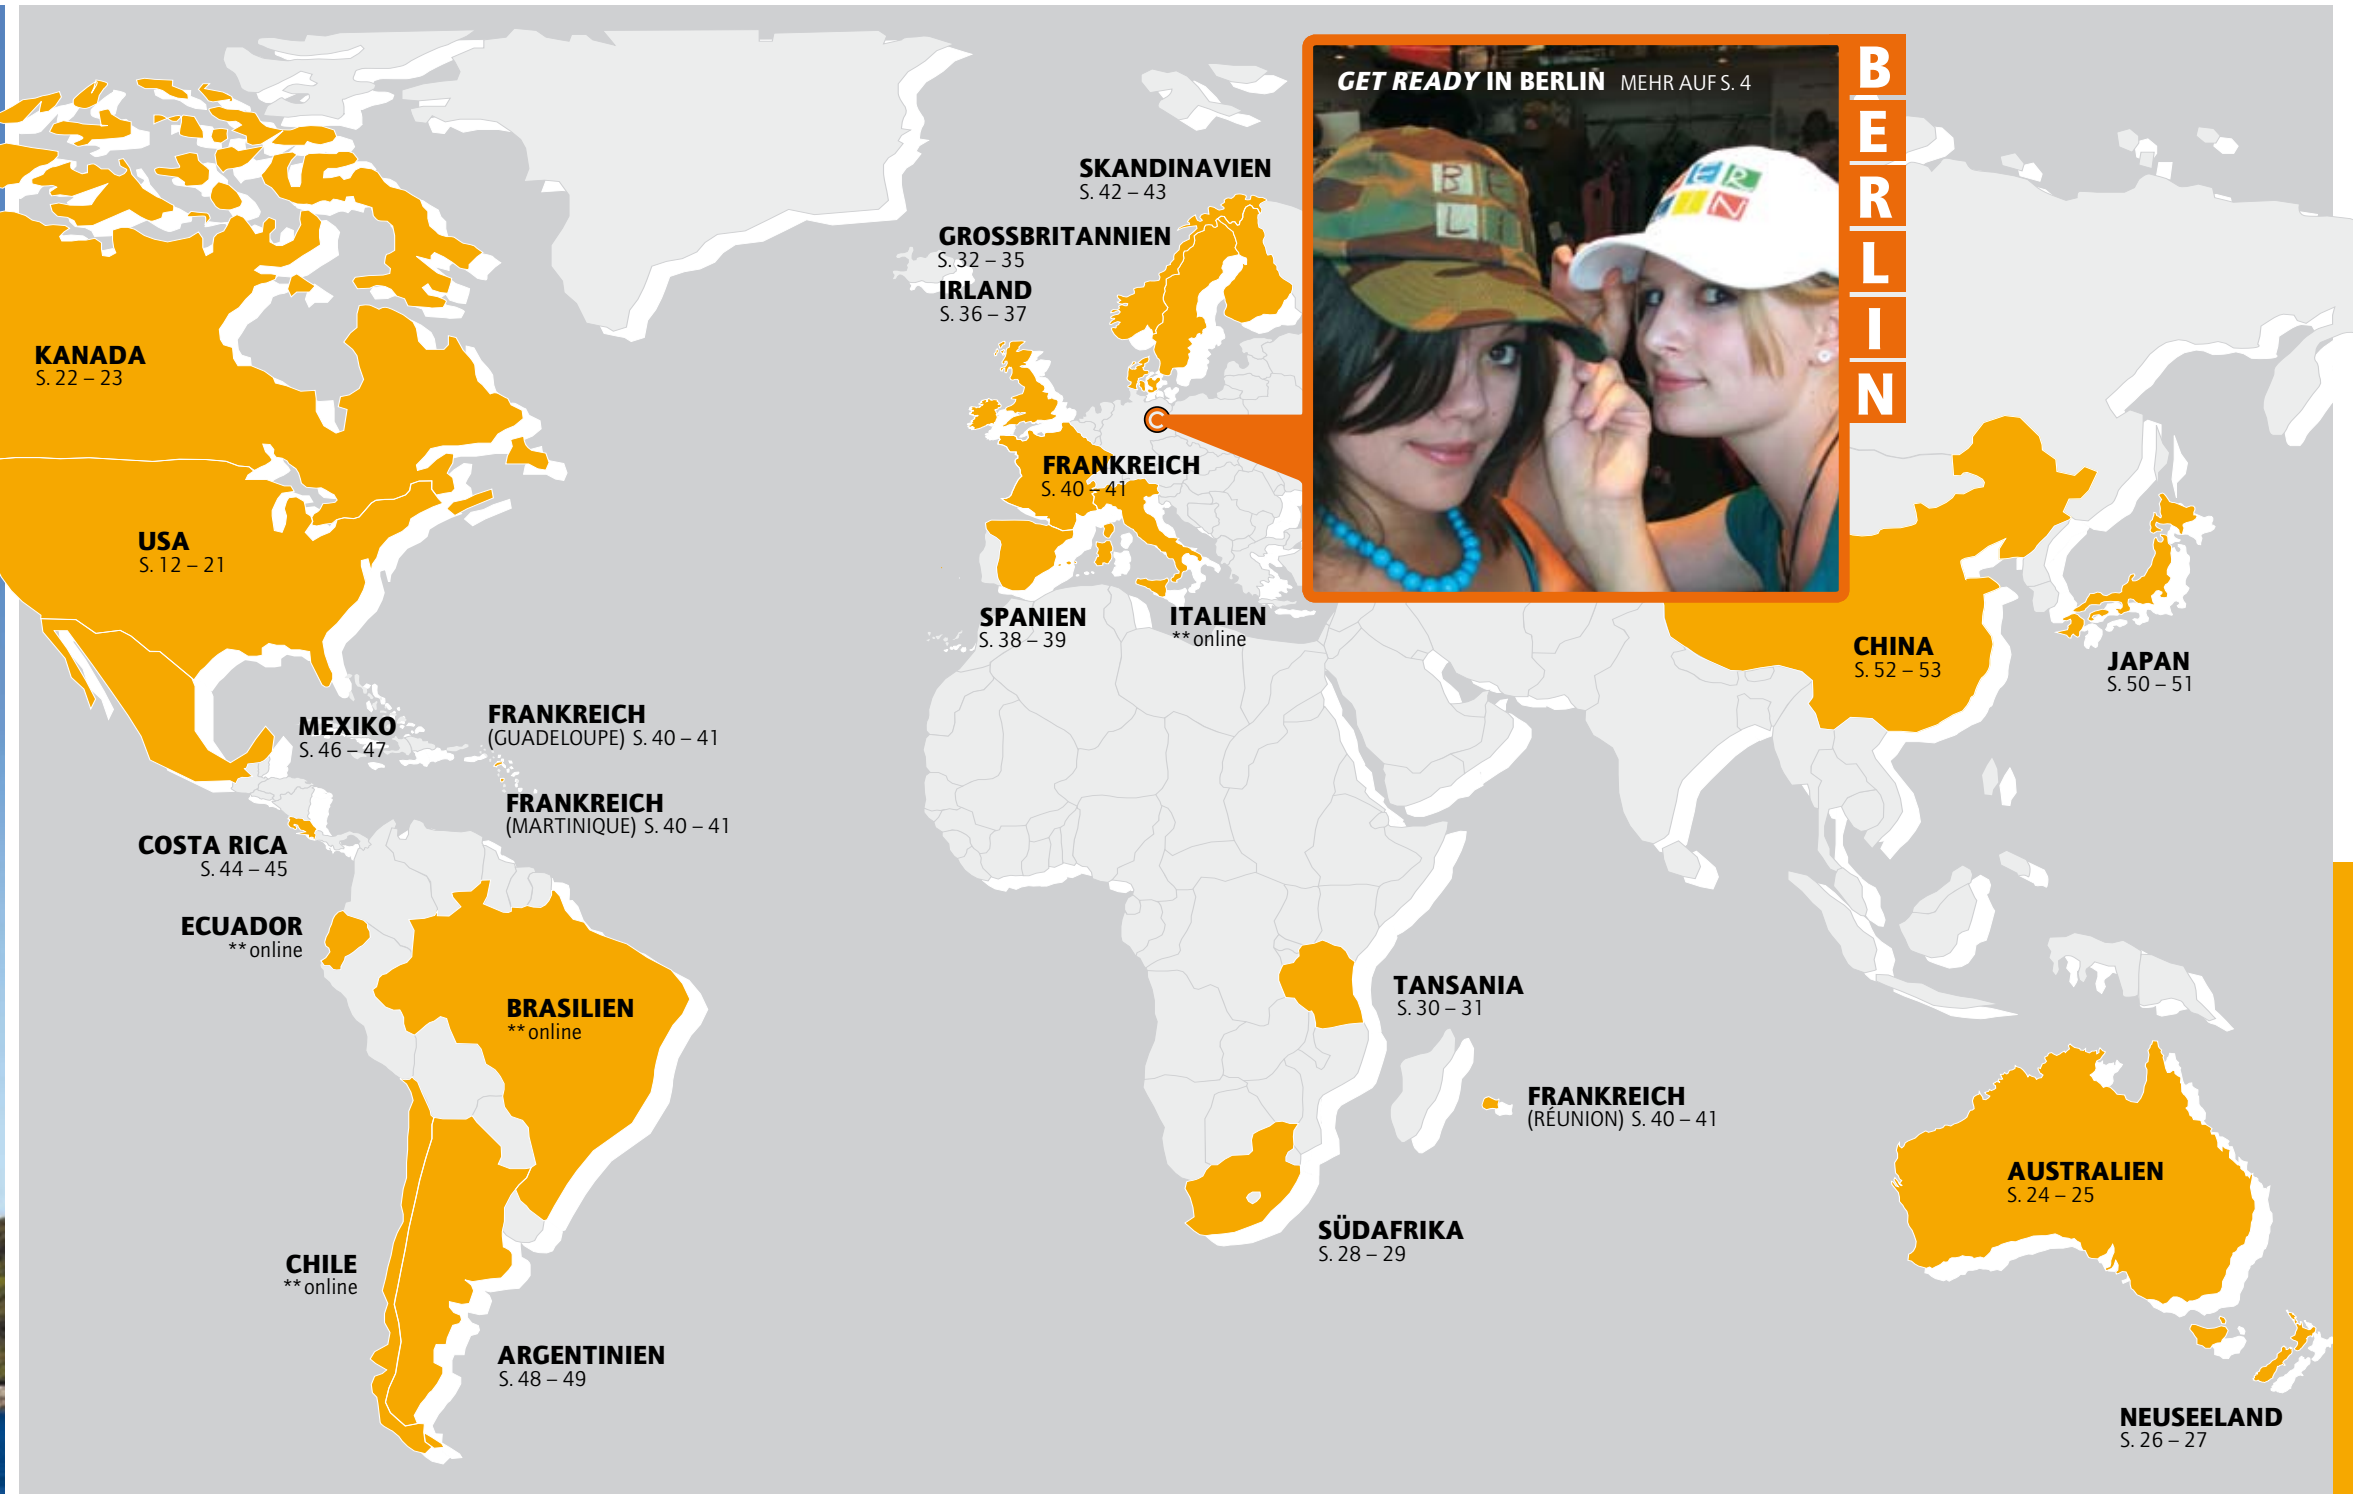 GET READY IN BERLIN MEHR AUF S. 4
B
E
R
L
I
N
BE
LI
ER
IN
SKANDINAVIEN
S. 42 – 43
GROSSBRITANNIEN
S. 32 – 35
IRLAND
S. 36 – 37
KANADA
S. 22 – 23
C
FRANKREICH
S. 40 – 41
USA
S. 12 – 21
SPANIEN
S. 38 – 39
ITALIEN
**online
CHINA
S. 52 – 53
JAPAN
S. 50 – 51
MEXIKO
S. 46 – 47
FRANKREICH
(GUADELOUPE) S. 40 – 41
FRANKREICH
(MARTINIQUE) S. 40 – 41
COSTA RICA
S. 44 – 45
ECUADOR
**online
BRASILIEN
**online
TANSANIA
S. 30 – 31
FRANKREICH
(RÉUNION) S. 40 – 41
AUSTRALIEN
S. 24 – 25
SÜDAFRIKA
S. 28 – 29
CHILE
**online
ARGENTINIEN
S. 48 – 49
NEUSEELAND
S. 26 – 27